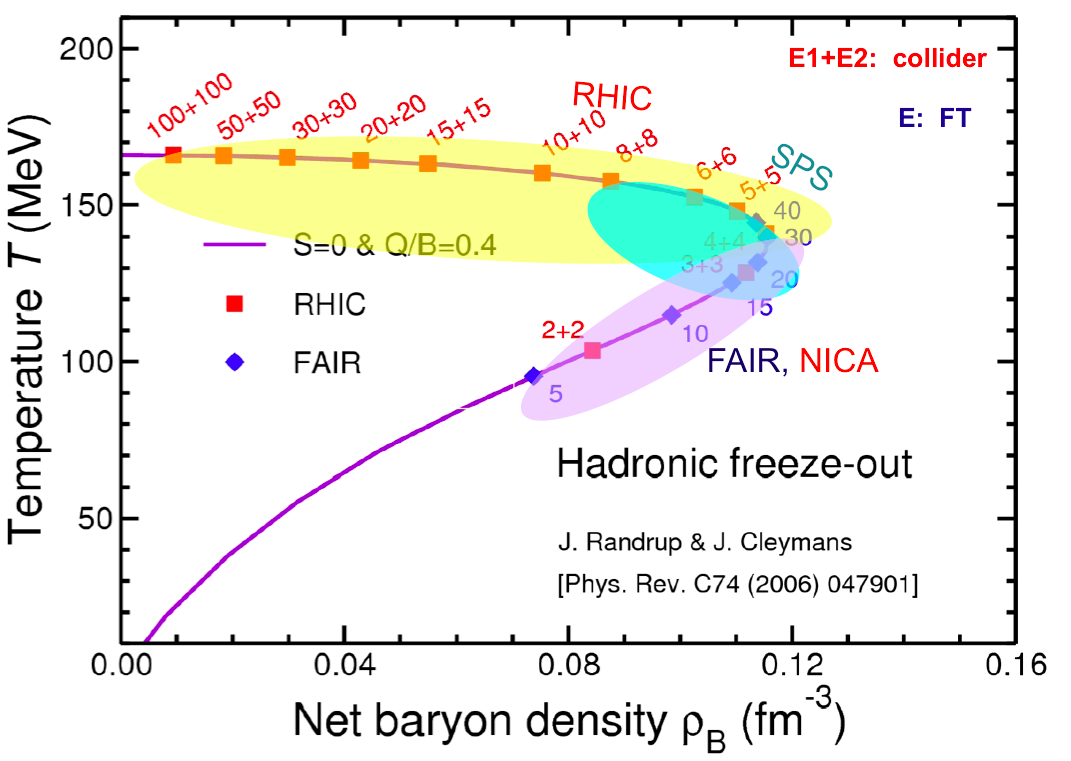 200
150
100
50
Temperature T (MeV)
E1+E2: collider
E: FT
RHIC
SPS
100+100
50+50
30+30
20+20
15+15
10+10
8+8
6+6
5+5
40
30
4+4
3+3
20
15
10
2+2
5
S=0 & Q/B=0.4
RHIC
FAIR
FAIR, NICA
Hadronic freeze-out
J. Randrup & J. Cleymans
[Phys. Rev. C74 (2006) 047901]
0.00 0.04 0.08 0.12 0.16
Net baryon density ρB (fm-3)